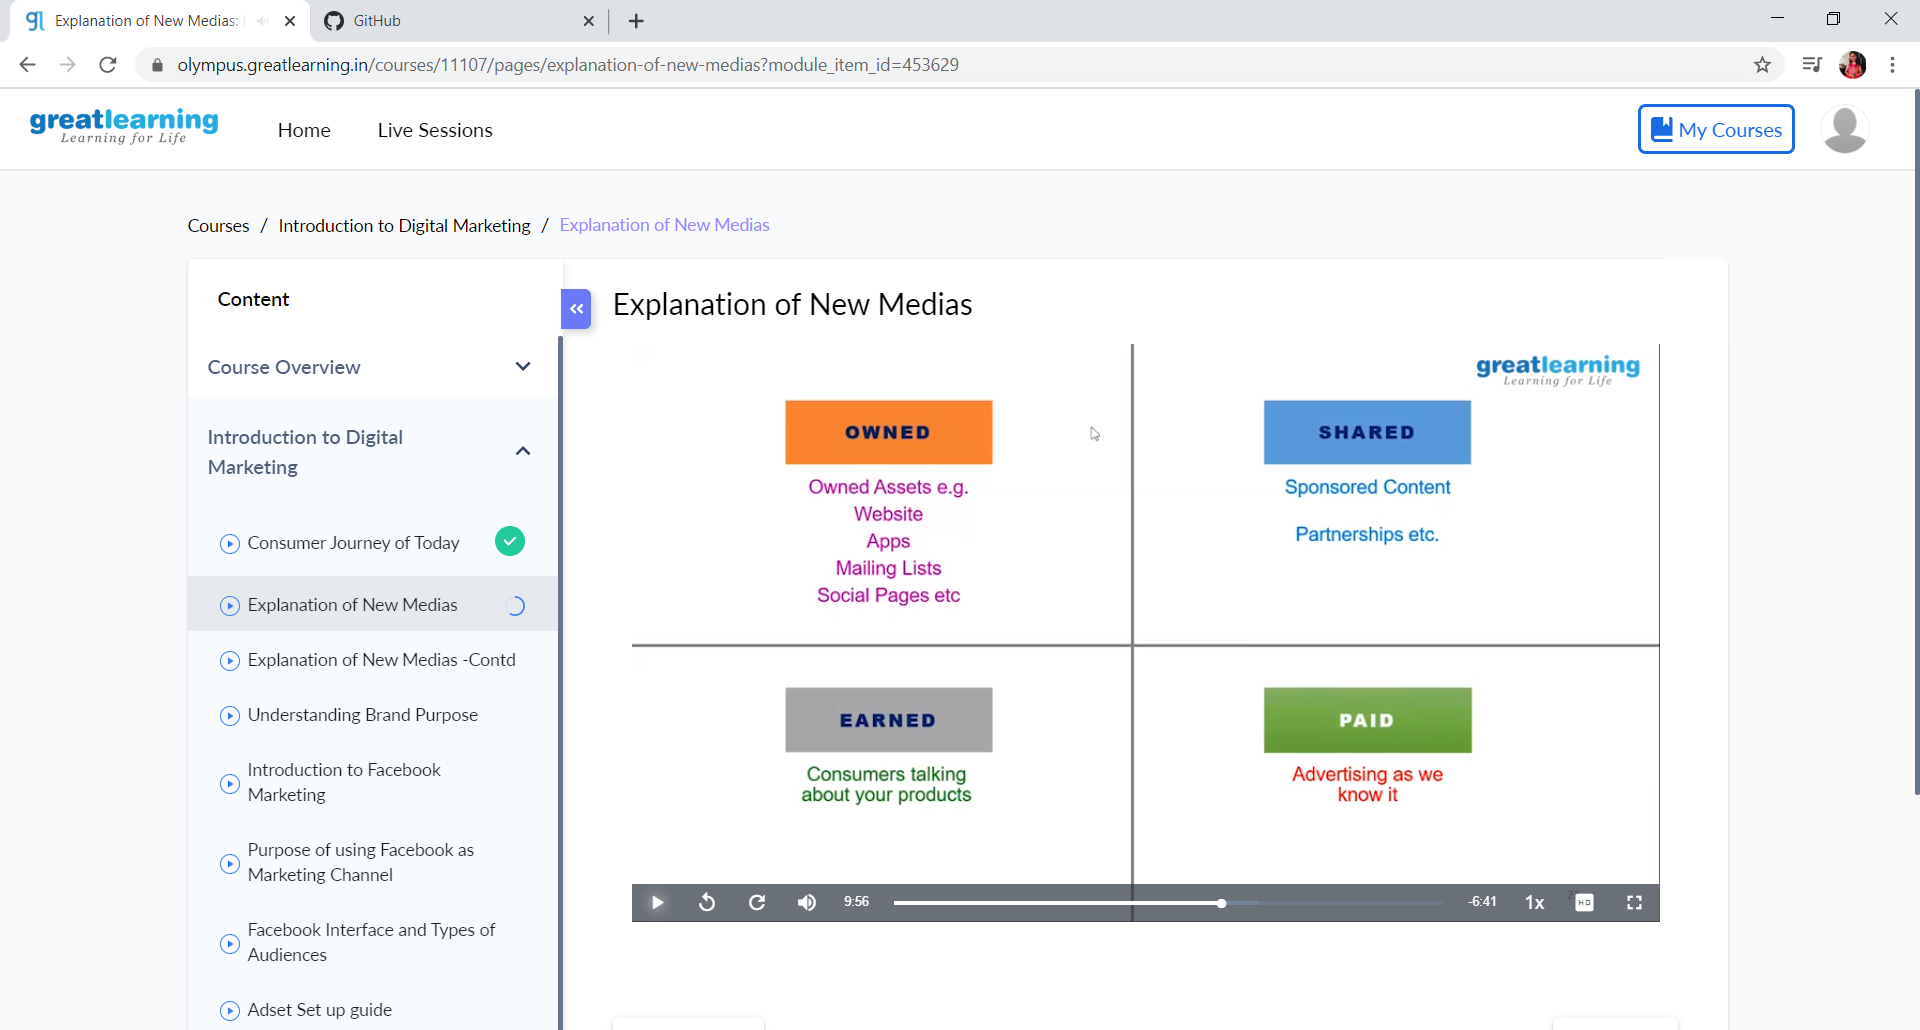 Explanation of New Medias:
GitHub
olympus.greatlearning.in/courses/11107/pages/explanation-of-new-medias?module_item_id=453629
greatlearning
Learning for Life
Home
Live Sessions
My Courses
Courses / Introduction to Digital Marketing / Explanation of New Medias
Content
Course Overview
Introduction to Digital
Marketing
Consumer Journey of Today
Explanation of New Medias
Explanation of New Medias -Contd
Understanding Brand Purpose
Introduction to Facebook
Marketing
Purpose of using Facebook as
Marketing Channel
Facebook Interface and Types of
Audiences
Adset Set up guide
Explanation of New Medias
greatlearning
Learning for Life
OWNED
Owned Assets e.g.
Website
Apps
Mailing Lists
Social Pages etc
SHARED
Sponsored Content
Partnerships etc.
EARNED
Consumers talking
about your products
PAID
Advertising as we
know it
9:56
-6:41
1x
HD